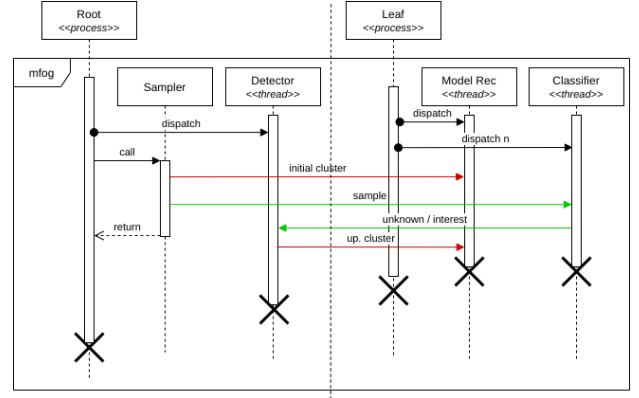 Root
<<process>>
Leaf
<<process>>
mfog
Sampler
Detector
<<thread>>
Model Rec
<<thread>>
Classifier
<<thread>>
dispatch
dispatch
dispatch n
call
initial cluster
sample
unknown / interest
return
up. cluster